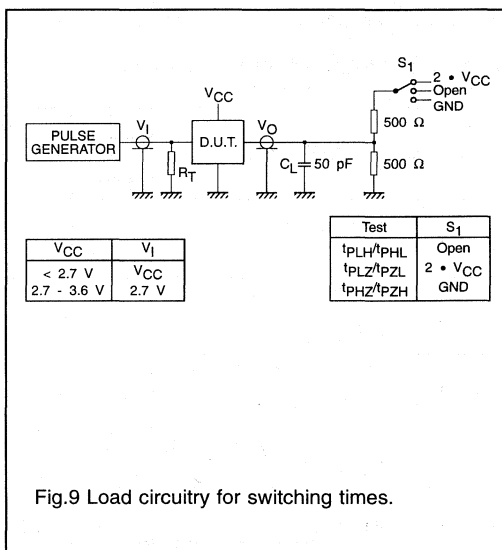 S1
2 • VCC
Open
GND
VCC
500 Ω
PULSE
GENERATOR
VI
D.U.T.
VO
RT
CL
50 pF
500 Ω
VCC VI
< 2.7 V VCC
2.7 - 3.6 V 2.7 V
Test S1
tPLH/tPHL Open
tPLZ/tPZL 2 • VCC
tPHZ/tPZH GND
Fig.9 Load circuitry for switching times.